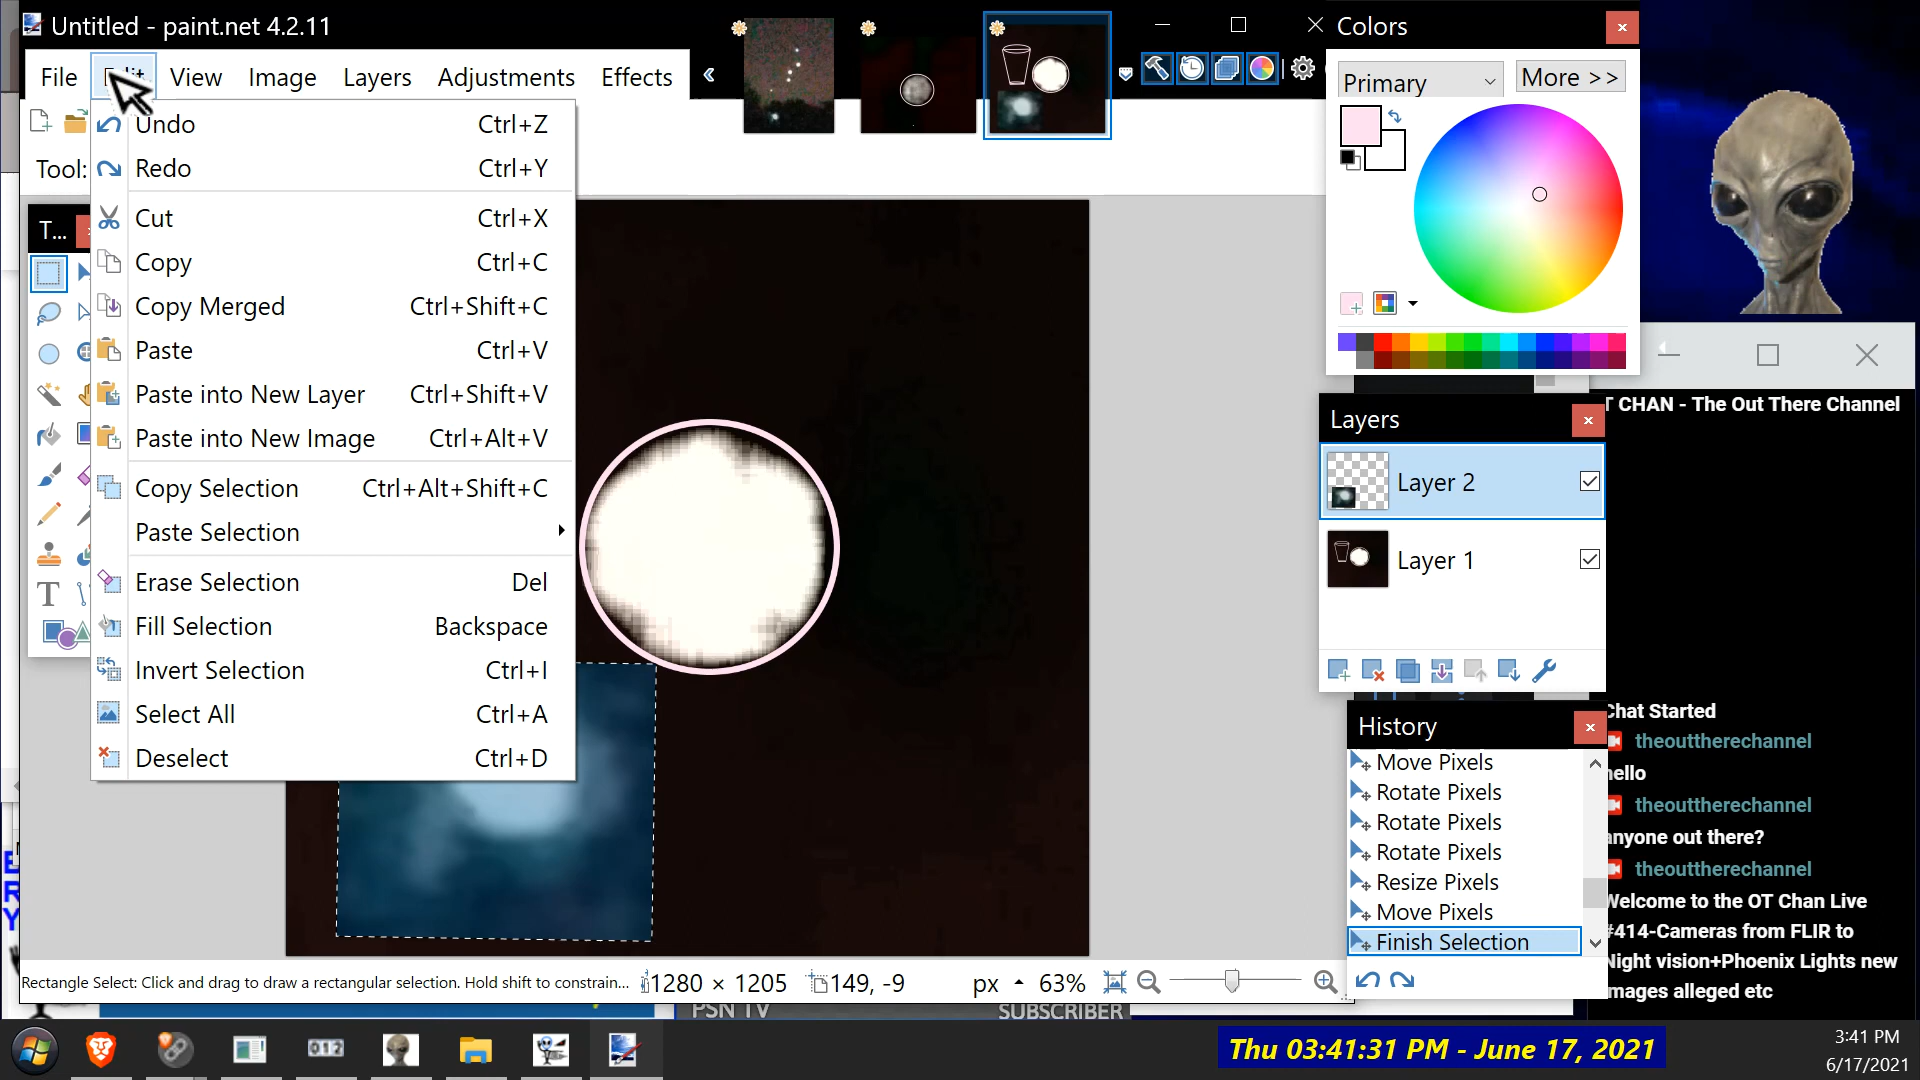 Untitled - paint.net 4.2.11
File
View
Image
Layers
Adjustments
Effects
Undo Ctrl+Z
Redo Ctrl+Y
Cut Ctrl+X
Copy Ctrl+C
Copy Merged Ctrl+Shift+C
Paste Ctrl+V
Paste into New Layer Ctrl+Shift+V
Paste into New Image Ctrl+Alt+V
Copy Selection Ctrl+Alt+Shift+C
Paste Selection
Erase Selection Del
Fill Selection Backspace
Invert Selection Ctrl+I
Select All Ctrl+A
Deselect Ctrl+D
Tool:
T...
Colors
Primary
More >>
Layers
Layer 2
Layer 1
History
Move Pixels
Rotate Pixels
Rotate Pixels
Rotate Pixels
Resize Pixels
Move Pixels
Finish Selection
T CHAN - The Out There Channel
Chat Started
theouttherechannel
hello
theouttherechannel
anyone out there?
theouttherechannel
Welcome to the OT Chan Live
#414-Cameras from FLIR to
Night vision+Phoenix Lights new
images alleged etc
Rectangle Select: Click and drag to draw a rectangular selection. Hold shift to constrain...
1280 × 1205
149, -9
px
63%
PSN TV
SUBSCRIBER
012
Thu 03:41:31 PM - June 17, 2021
3:41 PM
6/17/2021